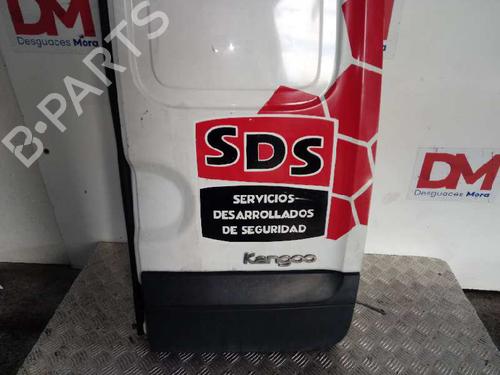 DM
Desguaces Mora
B-PARTS
SDS
SERVICIOS
DESARROLLADOS
DE SEGURIDAD
Kangoo
DM
Desguaces Mora